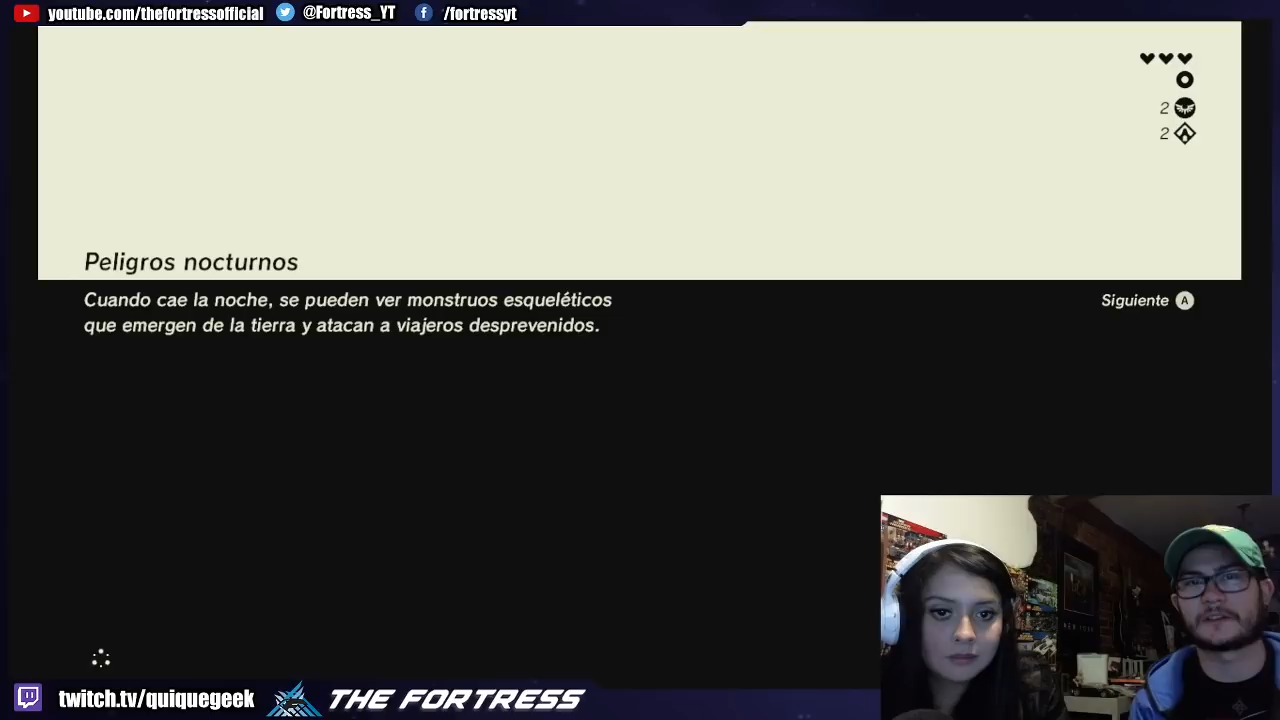 youtube.com/thefortressofficial @Fortress_YT /fortressyt
2
2
Peligros nocturnos
Cuando cae la noche, se pueden ver monstruos esqueléticos
que emergen de la tierra y atacan a viajeros desprevenidos.
Siguiente A
twitch.tv/quiquegeek THE FORTRESS